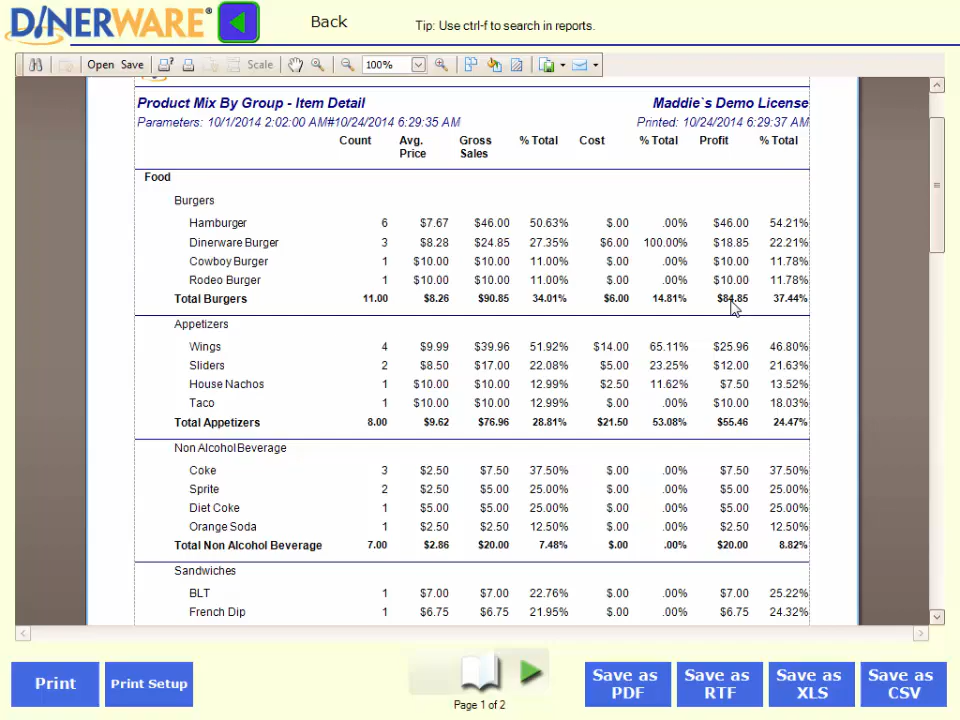 DINERWARE® Back Tip: Use ctrl-f to search in reports.
Open Save Scale 100%
Product Mix By Group - Item Detail Maddie`s Demo License
Parameters: 10/1/2014 2:02:00 AM#10/24/2014 6:29:35 AM Printed: 10/24/2014 6:29:37 AM
Count Avg. Price Gross Sales % Total Cost % Total Profit % Total
Food
Burgers
Hamburger 6 $7.67 $46.00 50.63% $.00 .00% $46.00 54.21%
Dinerware Burger 3 $8.28 $24.85 27.35% $6.00 100.00% $18.85 22.21%
Cowboy Burger 1 $10.00 $10.00 11.00% $.00 .00% $10.00 11.78%
Rodeo Burger 1 $10.00 $10.00 11.00% $.00 .00% $10.00 11.78%
Total Burgers 11.00 $8.26 $90.85 34.01% $6.00 14.81% $84.85 37.44%
Appetizers
Wings 4 $9.99 $39.96 51.92% $14.00 65.11% $25.96 46.80%
Sliders 2 $8.50 $17.00 22.08% $5.00 23.25% $12.00 21.63%
House Nachos 1 $10.00 $10.00 12.99% $2.50 11.62% $7.50 13.52%
Taco 1 $10.00 $10.00 12.99% $.00 .00% $10.00 18.03%
Total Appetizers 8.00 $9.62 $76.96 28.81% $21.50 53.08% $55.46 24.47%
Non Alcohol Beverage
Coke 3 $2.50 $7.50 37.50% $.00 .00% $7.50 37.50%
Sprite 2 $2.50 $5.00 25.00% $.00 .00% $5.00 25.00%
Diet Coke 1 $5.00 $5.00 25.00% $.00 .00% $5.00 25.00%
Orange Soda 1 $2.50 $2.50 12.50% $.00 .00% $2.50 12.50%
Total Non Alcohol Beverage 7.00 $2.86 $20.00 7.48% $.00 .00% $20.00 8.82%
Sandwiches
BLT 1 $7.00 $7.00 22.76% $.00 .00% $7.00 25.22%
French Dip 1 $6.75 $6.75 21.95% $.00 .00% $6.75 24.32%
Print Print Setup Save as PDF Save as RTF Save as XLS Save as CSV
Page 1 of 2